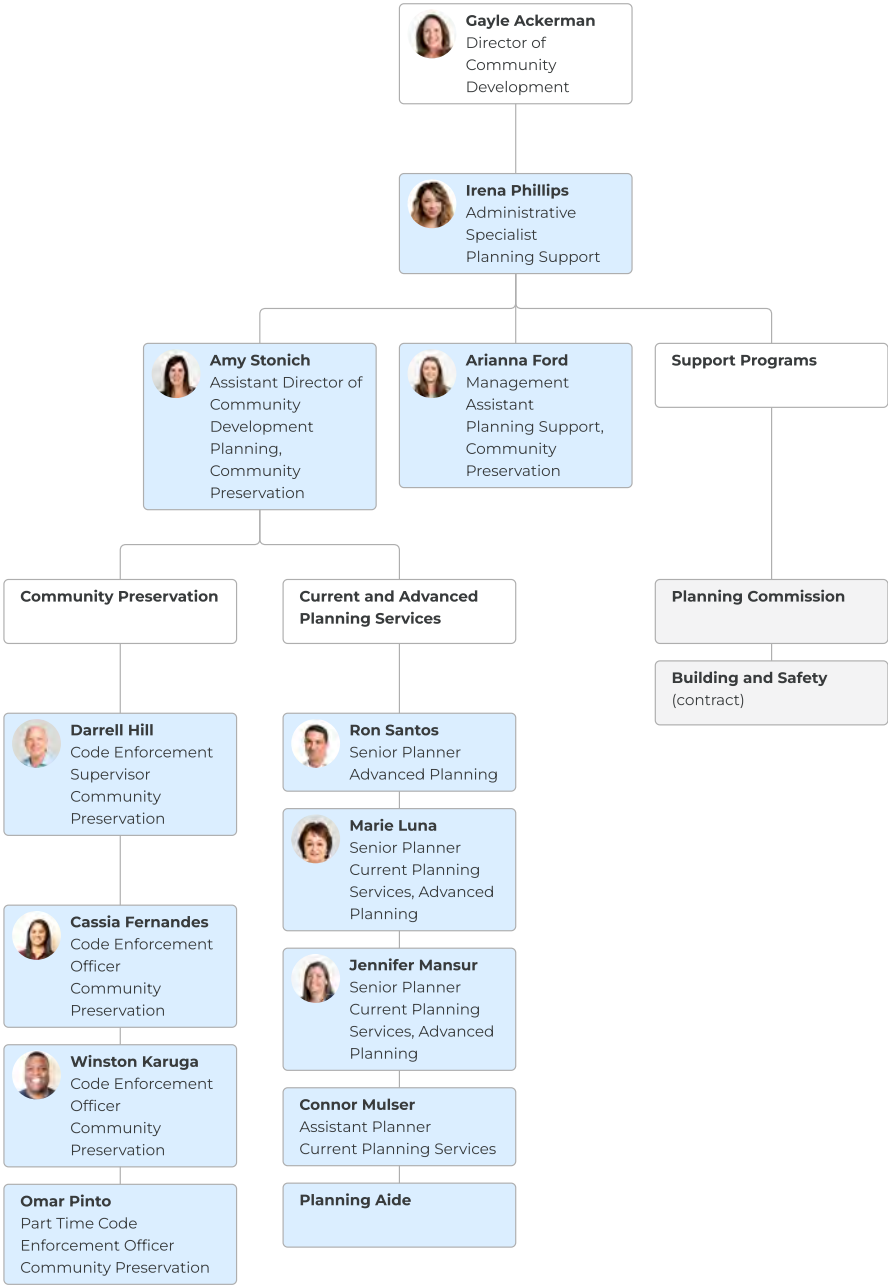 Gayle Ackerman
Director of
Community
Development
Irena Phillips
Administrative
Specialist
Planning Support
Amy Stonich
Assistant Director of
Community
Development
Planning,
Community
Preservation
Arianna Ford
Management
Assistant
Planning Support,
Community
Preservation
Support Programs
Community Preservation
Current and Advanced
Planning Services
Planning Commission
Building and Safety
(contract)
Darrell Hill
Code Enforcement
Supervisor
Community
Preservation
Cassia Fernandes
Code Enforcement
Officer
Community
Preservation
Winston Karuga
Code Enforcement
Officer
Community
Preservation
Omar Pinto
Part Time Code
Enforcement Officer
Community Preservation
Ron Santos
Senior Planner
Advanced Planning
Marie Luna
Senior Planner
Current Planning
Services, Advanced
Planning
Jennifer Mansur
Senior Planner
Current Planning
Services, Advanced
Planning
Connor Mulser
Assistant Planner
Current Planning Services
Planning Aide